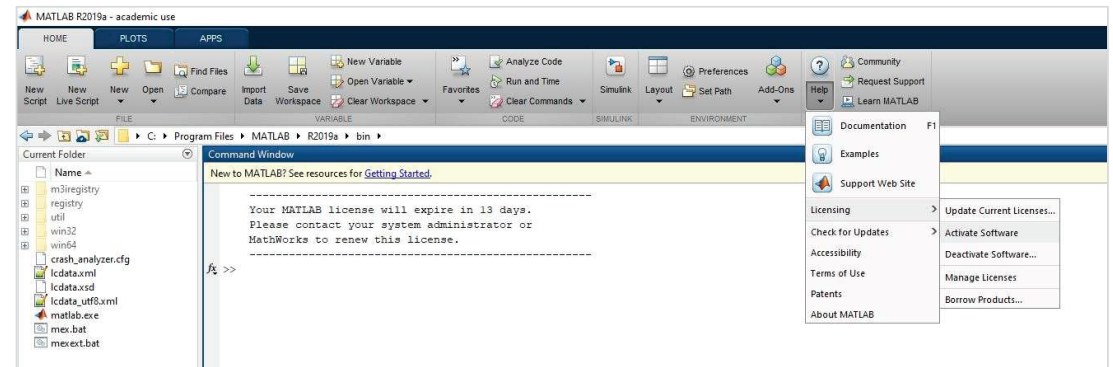 MATLAB R2019a - academic use
HOME PLOTS APPS
New Script
New Live Script
New
Open
Find Files
Compare
Import Data
Save Workspace
New Variable
Open Variable
Clear Workspace
Favorites
Analyze Code
Run and Time
Clear Commands
Simulink
Layout
Preferences
Set Path
Add-Ons
Help
Community
Request Support
Learn MATLAB
FILE VARIABLE CODE SIMULINK ENVIRONMENT
C: Program Files MATLAB R2019a bin
Current Folder
Name
m3iregistry
registry
util
win32
win64
crash_analyzer.cfg
lcdata.xml
lcdata.xsd
lcdata_utf8.xml
matlab.exe
mex.bat
mexext.bat
Command Window
New to MATLAB? See resources for Getting Started.
----------------------------------------------------
Your MATLAB license will expire in 13 days.
Please contact your system administrator or
MathWorks to renew this license.
----------------------------------------------------
fx >>
Documentation F1
Examples
Support Web Site
Licensing
Check for Updates
Accessibility
Terms of Use
Patents
About MATLAB
Update Current Licenses...
Activate Software
Deactivate Software...
Manage Licenses
Borrow Products...